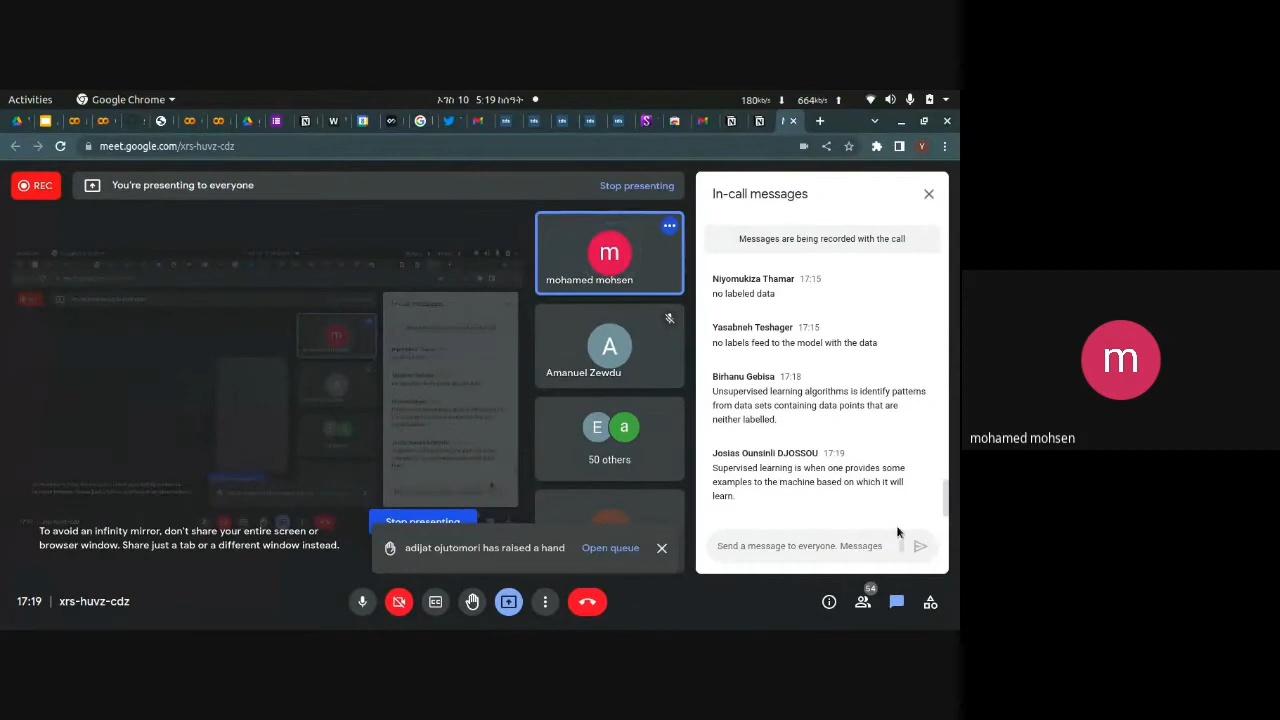 Activities
Google Chrome
ኦገስ 10 5:19 ከሰዓት
180kb/s
664kb/s
meet.google.com/xrs-huvz-cdz
Y
REC
You're presenting to everyone
Stop presenting
m
mohamed mohsen
A
Amanuel Zewdu
E
a
50 others
Stop presenting
To avoid an infinity mirror, don't share your entire screen or
browser window. Share just a tab or a different window instead.
adijat ojutomori has raised a hand
Open queue
17:19
xrs-huvz-cdz
54
In-call messages
Messages are being recorded with the call
Niyomukiza Thamar 17:15
no labeled data
Yasabneh Teshager 17:15
no labels feed to the model with the data
Birhanu Gebisa 17:18
Unsupervised learning algorithms is identify patterns
from data sets containing data points that are
neither labelled.
Josias Ounsinli DJOSSOU 17:19
Supervised learning is when one provides some
examples to the machine based on which it will
learn.
Send a message to everyone. Messages
m
mohamed mohsen